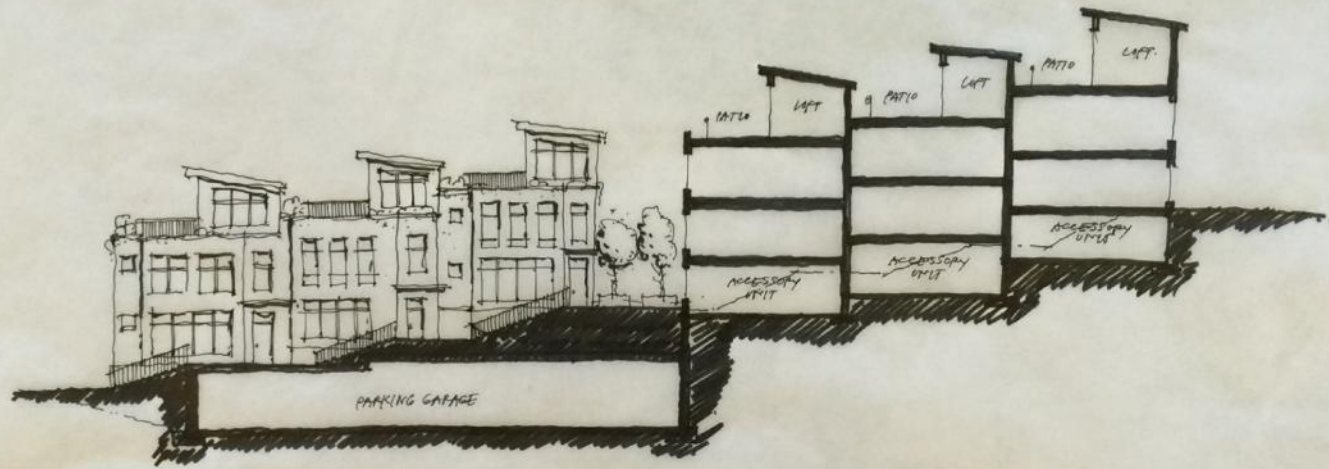 LOFT.
PATIO
LOFT
PATIO
LOFT
PATIO
ACCESSORY
UNIT
ACCESSORY
UNIT
ACCESSORY
UNIT
PARKING GARAGE